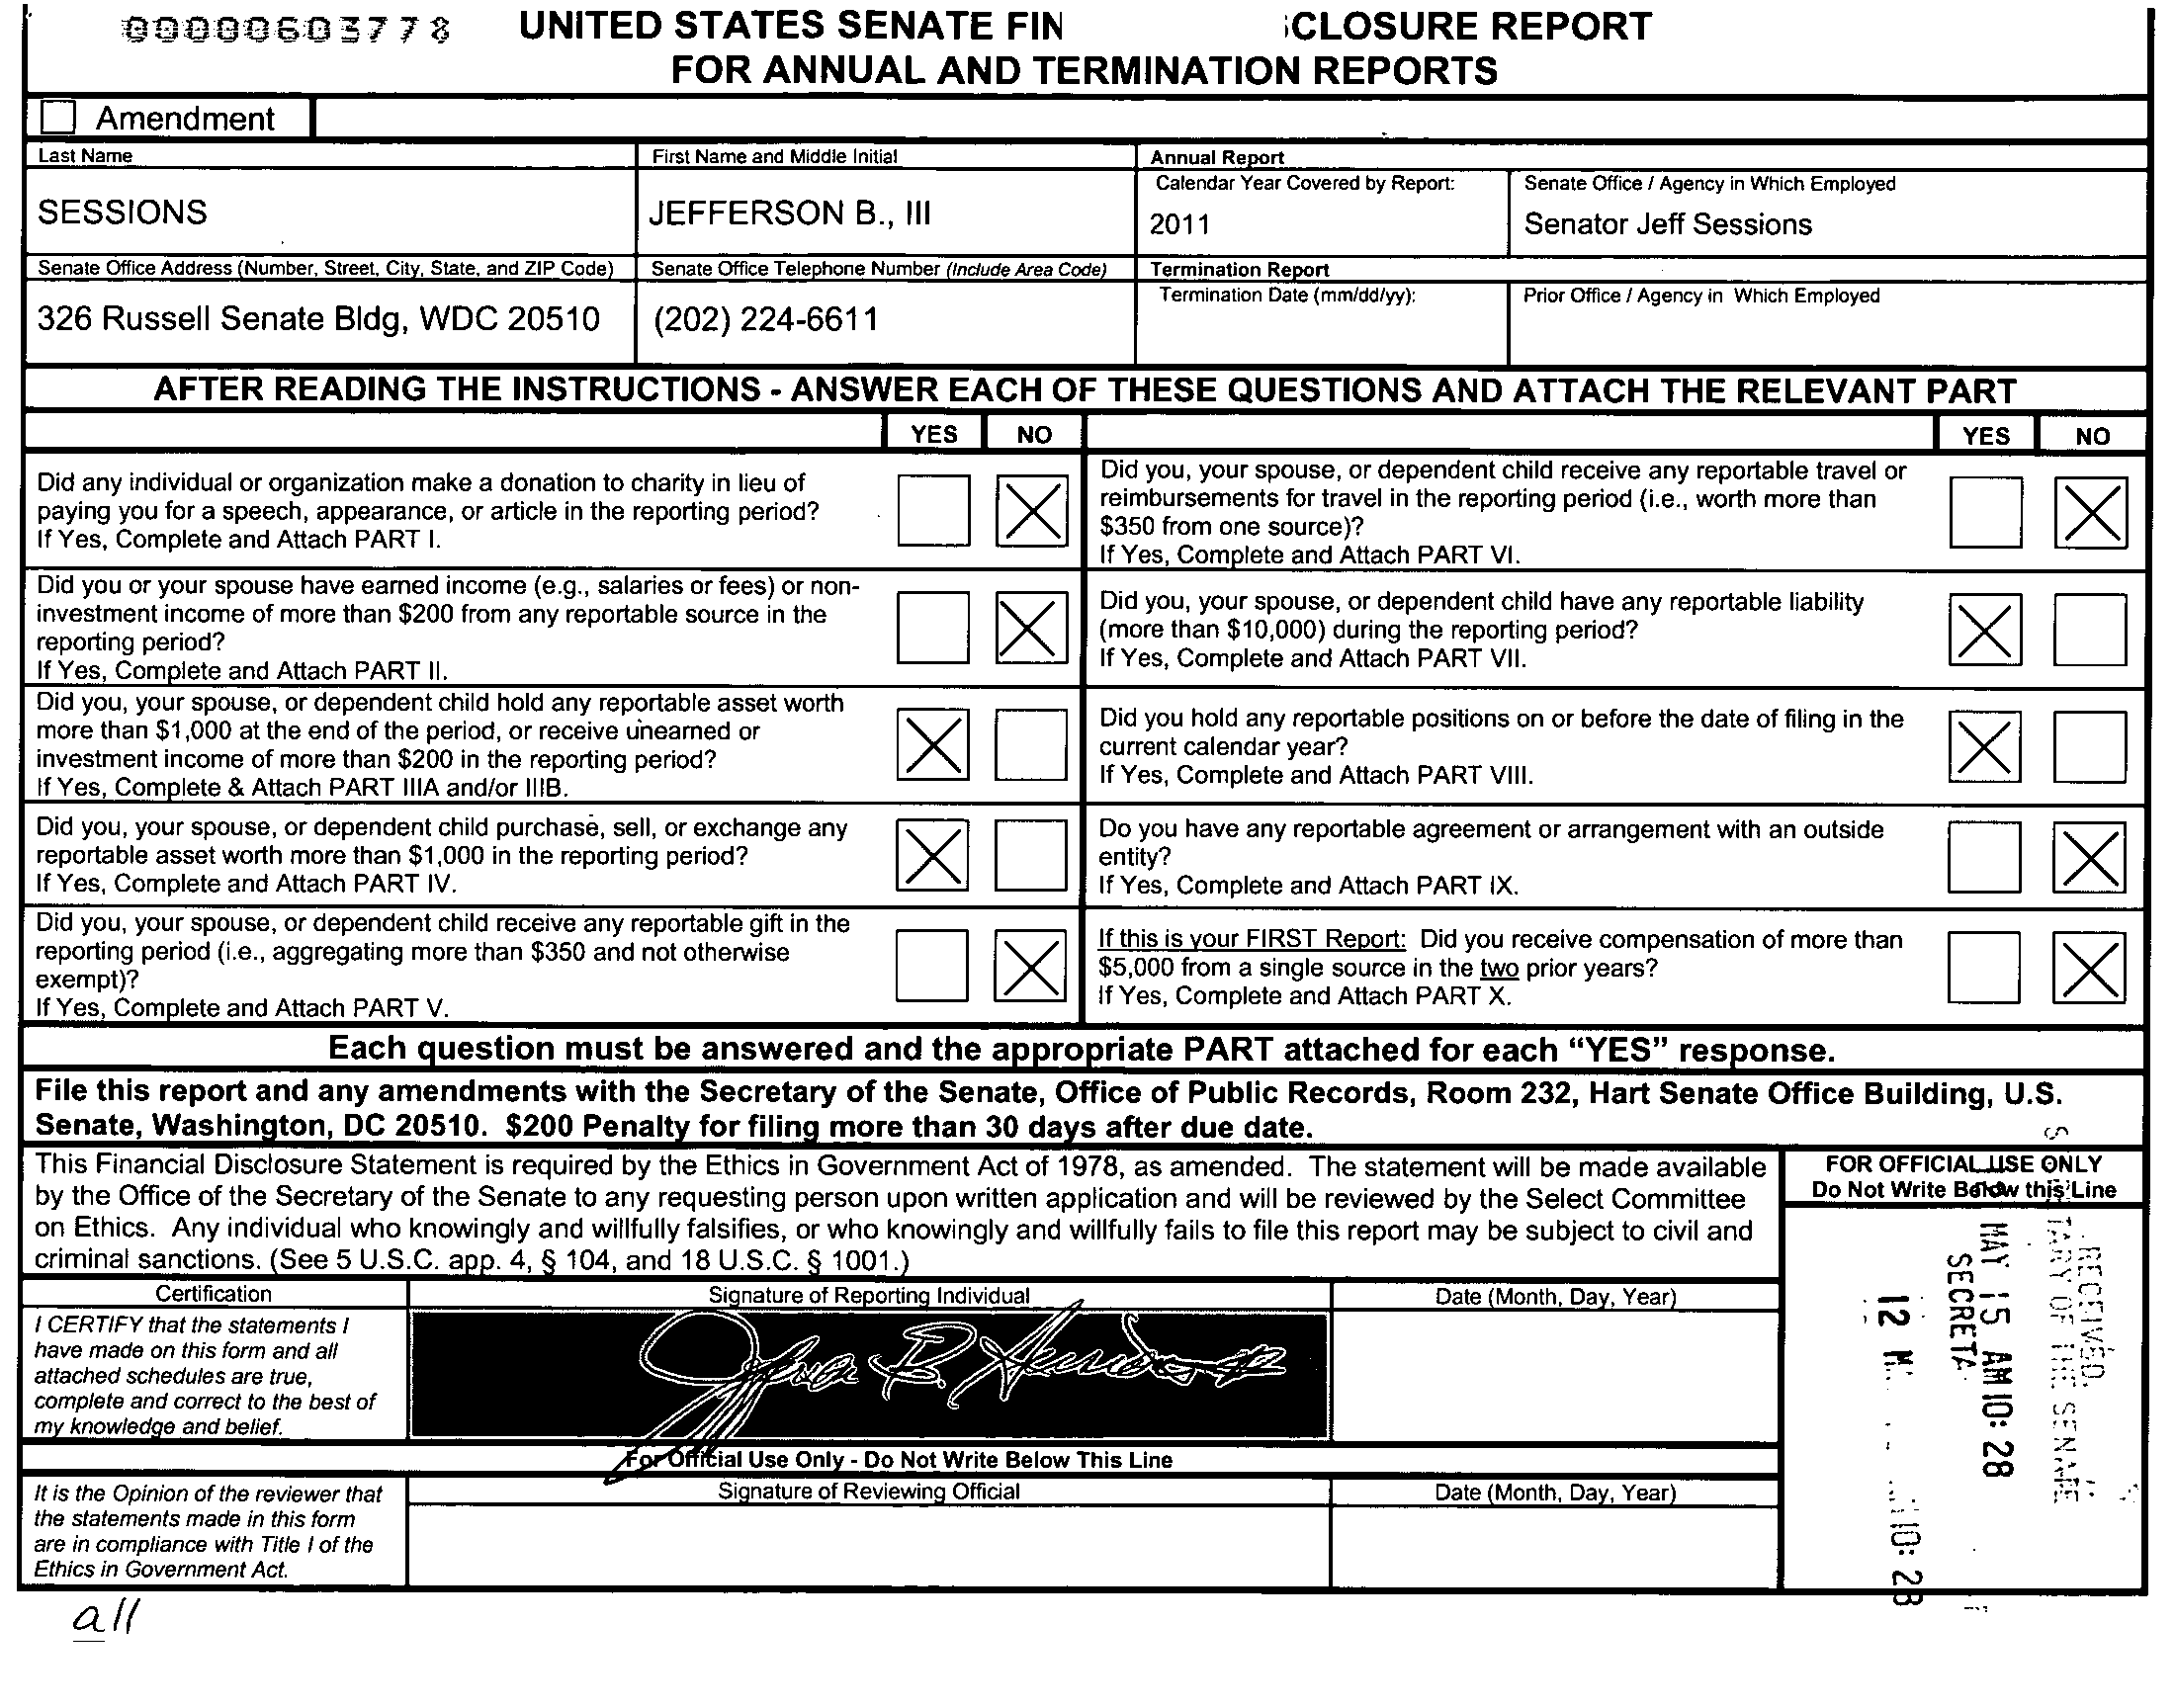 00000603778
UNITED STATES SENATE FIN CLOSURE REPORT
FOR ANNUAL AND TERMINATION REPORTS
Amendment
Last Name
SESSIONS
First Name and Middle Initial
JEFFERSON B., III
Annual Report
Calendar Year Covered by Report:
2011
Senate Office / Agency in Which Employed
Senator Jeff Sessions
Senate Office Address (Number, Street, City, State, and ZIP Code)
326 Russell Senate Bldg, WDC 20510
Senate Office Telephone Number (Include Area Code)
(202) 224-6611
Termination Report
Termination Date (mm/dd/yy):
Prior Office / Agency in Which Employed
AFTER READING THE INSTRUCTIONS - ANSWER EACH OF THESE QUESTIONS AND ATTACH THE RELEVANT PART
YES NO
YES NO
Did any individual or organization make a donation to charity in lieu of
paying you for a speech, appearance, or article in the reporting period?
If Yes, Complete and Attach PART I.
Did you, your spouse, or dependent child receive any reportable travel or
reimbursements for travel in the reporting period (i.e., worth more than
$350 from one source)?
If Yes, Complete and Attach PART VI.
Did you or your spouse have earned income (e.g., salaries or fees) or non-
investment income of more than $200 from any reportable source in the
reporting period?
If Yes, Complete and Attach PART II.
Did you, your spouse, or dependent child have any reportable liability
(more than $10,000) during the reporting period?
If Yes, Complete and Attach PART VII.
Did you, your spouse, or dependent child hold any reportable asset worth
more than $1,000 at the end of the period, or receive unearned or
investment income of more than $200 in the reporting period?
If Yes, Complete & Attach PART IIIA and/or IIIB.
Did you hold any reportable positions on or before the date of filing in the
current calendar year?
If Yes, Complete and Attach PART VIII.
Did you, your spouse, or dependent child purchase, sell, or exchange any
reportable asset worth more than $1,000 in the reporting period?
If Yes, Complete and Attach PART IV.
Do you have any reportable agreement or arrangement with an outside
entity?
If Yes, Complete and Attach PART IX.
Did you, your spouse, or dependent child receive any reportable gift in the
reporting period (i.e., aggregating more than $350 and not otherwise
exempt)?
If Yes, Complete and Attach PART V.
If this is your FIRST Report: Did you receive compensation of more than
$5,000 from a single source in the two prior years?
If Yes, Complete and Attach PART X.
Each question must be answered and the appropriate PART attached for each “YES” response.
File this report and any amendments with the Secretary of the Senate, Office of Public Records, Room 232, Hart Senate Office Building, U.S.
Senate, Washington, DC 20510. $200 Penalty for filing more than 30 days after due date.
This Financial Disclosure Statement is required by the Ethics in Government Act of 1978, as amended. The statement will be made available
by the Office of the Secretary of the Senate to any requesting person upon written application and will be reviewed by the Select Committee
on Ethics. Any individual who knowingly and willfully falsifies, or who knowingly and willfully fails to file this report may be subject to civil and
criminal sanctions. (See 5 U.S.C. app. 4, § 104, and 18 U.S.C. § 1001.)
FOR OFFICIAL USE ONLY
Do Not Write Below this Line
RECEIVED
SECRETARY OF THE SENATE
MAY 15 AM 10: 28
SECRETA
12 M
10: 28
Certification
I CERTIFY that the statements I
have made on this form and all
attached schedules are true,
complete and correct to the best of
my knowledge and belief.
Signature of Reporting Individual
Date (Month, Day, Year)
For Official Use Only - Do Not Write Below This Line
It is the Opinion of the reviewer that
the statements made in this form
are in compliance with Title I of the
Ethics in Government Act.
Signature of Reviewing Official
Date (Month, Day, Year)
all